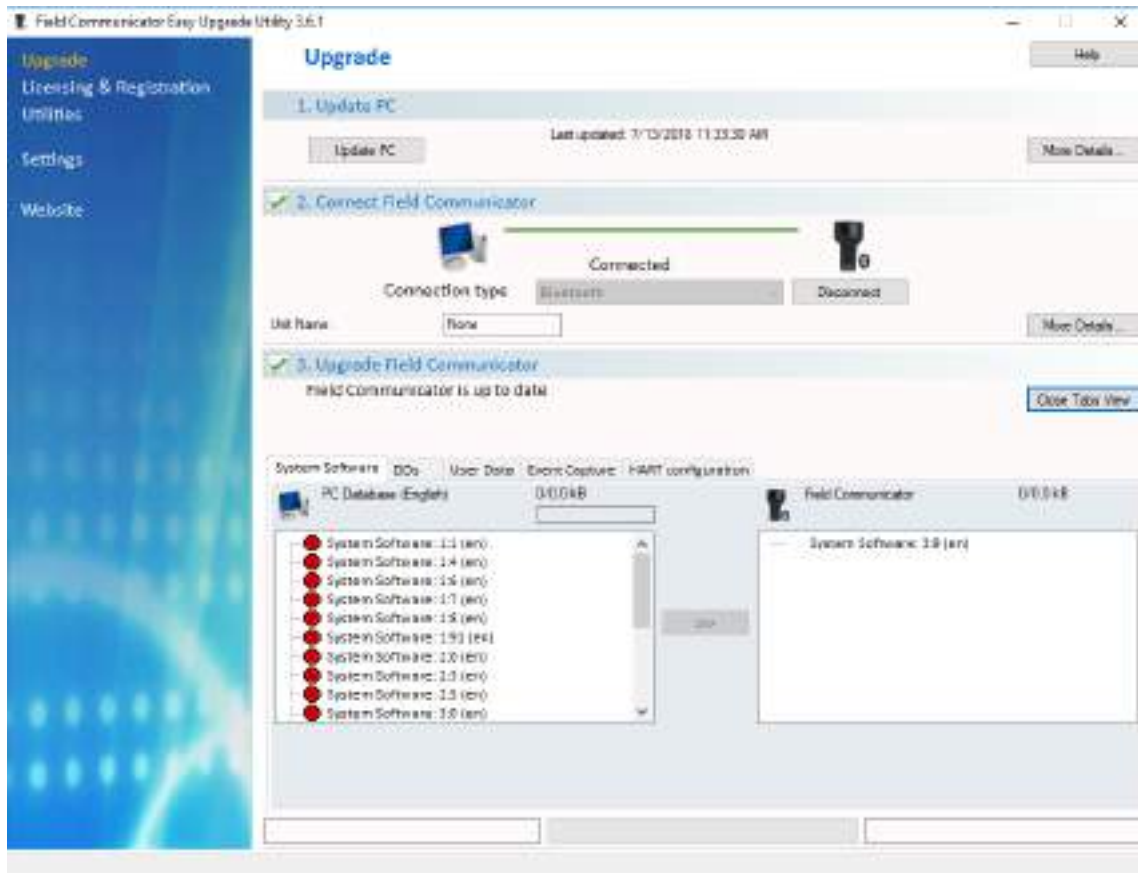 Field Communicator Easy Upgrade Utility 3.6.1
Upgrade
Licensing & Registration
Utilities
Settings
Website
Upgrade
Help
1. Update PC
Update PC
Last updated: 7/13/2018 11:33:30 AM
More Details...
2. Connect Field Communicator
Connected
Connection type
Bluetooth
Disconnect
Unit Name
None
More Details...
3. Upgrade Field Communicator
Field Communicator is up to date
Close Tabs View
System Software DDs User Data Event Capture HART configuration
PC Database (English) 0/0.0 kB
Field Communicator 0/0.0 kB
System Software: 1.1 (en)
System Software: 1.4 (en)
System Software: 1.6 (en)
System Software: 1.7 (en)
System Software: 1.8 (en)
System Software: 1.91 (en)
System Software: 2.0 (en)
System Software:
System Software: 2.5 (en)
System Software: 3.0 (en)
System Software: 3.9 (en)